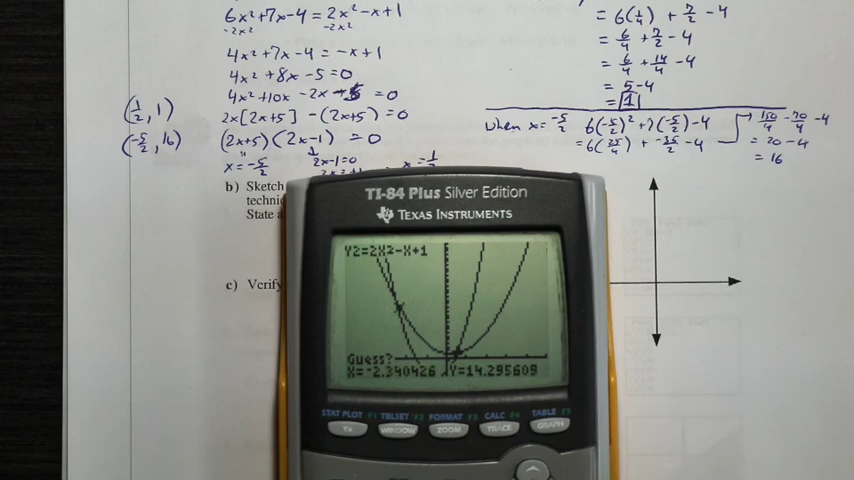 6x²+7x-4 = 2x²-x+1
-2x² -2x²
4x²+7x-4 = -x+1
4x²+8x-5=0
4x²+10x -2x -5 =0
2x[2x+5] -(2x+5)=0
(2x+5)(2x-1) =0
x=-5/2 2x-1=0 x=1/2
(1/2, 1)
(-5/2, 16)
= 6(1/4) + 7/2 -4
= 6/4 + 7/2 -4
= 6/4 + 14/4 -4
= 5-4
= 1
when x= -5/2 6(-5/2)²+7(-5/2)-4
=6(25/4) + -35/2 -4
150/4 -70/4 -4
= 20-4
= 16
b) Sketch
techni
State a
c) Verify
TI-84 Plus Silver Edition
TEXAS INSTRUMENTS
Y2=2X2-X+1
Guess?
X=-2.340426 Y=14.295609
STAT PLOT F1 TBLSET F2 FORMAT F3 CALC F4 TABLE F5
Y= WINDOW ZOOM TRACE GRAPH